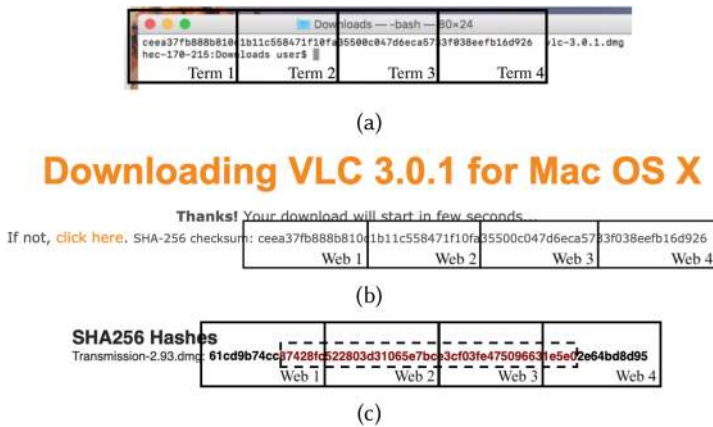 Downloads — -bash — 80×24
ceea37fb888b810c1b11c558471f10fa35500c047d6eca5733f038eefb16d926 vlc-3.0.1.dmg
hec-170-215:Downloads user$
Term 1 Term 2 Term 3 Term 4
(a)
Downloading VLC 3.0.1 for Mac OS X
Thanks! Your download will start in few seconds...
If not, click here. SHA-256 checksum: ceea37fb888b810c1b11c558471f10fa35500c047d6eca5733f038eefb16d926
Web 1 Web 2 Web 3 Web 4
(b)
SHA256 Hashes
Transmission-2.93.dmg: 61cd9b74cc87428fc522803d31065e7bce3cf03fe475096631e5e02e64bd8d95
Web 1 Web 2 Web 3 Web 4
(c)